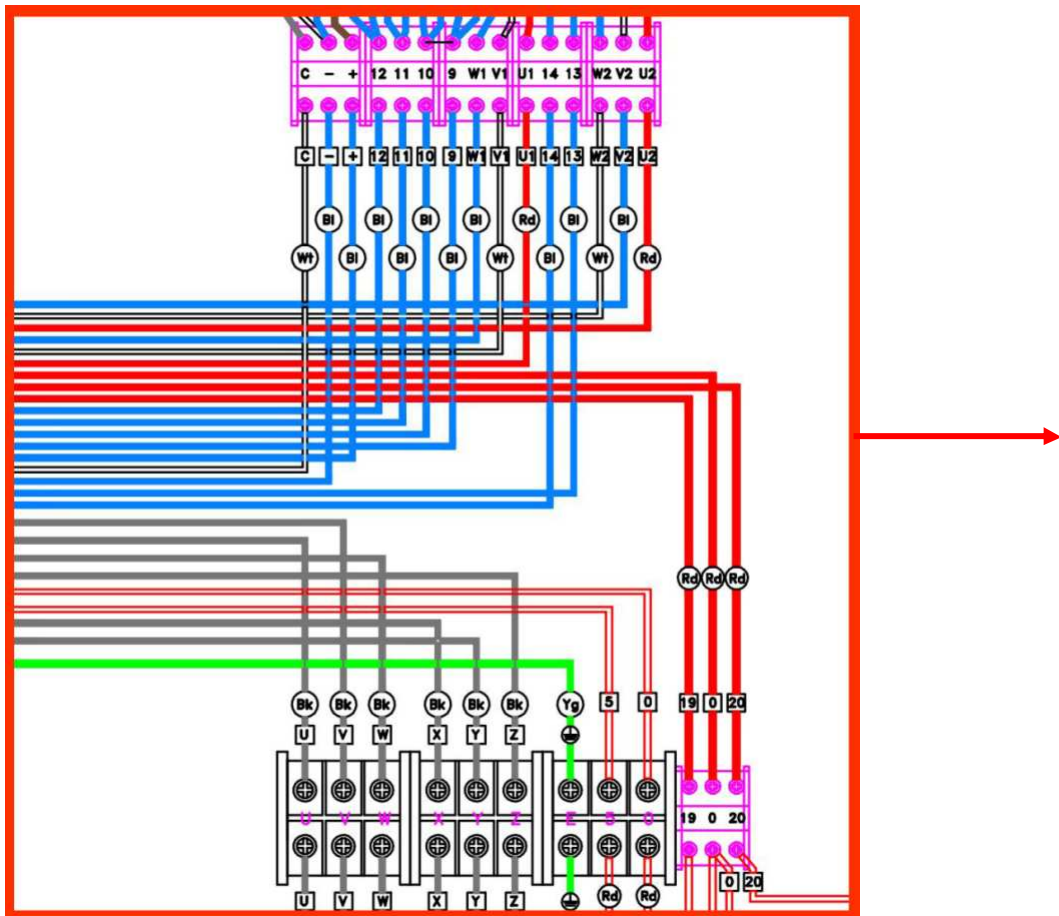 C − + 12 11 10 9 W1 V1 U1 14 13 W2 V2 U2
C − + 12 11 10 9 W1 V1 U1 14 13 W2 V2 U2
Bl Bl Bl Bl Rd Bl Bl
Wt Bl Bl Bl Wt Bl Wt Rd
Rd Rd Rd
Bk Bk Bk Bk Bk Bk Yg 5 0 19 0 20
U V W X Y Z
U V W X Y Z E 5 0 19 0 20
0 20
U V W X Y Z Rd Rd